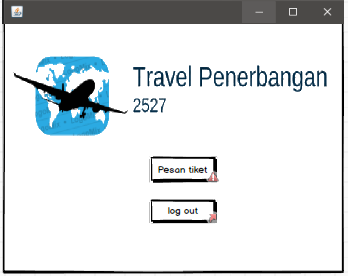 Travel Penerbangan
2527
Pesan tiket
log out